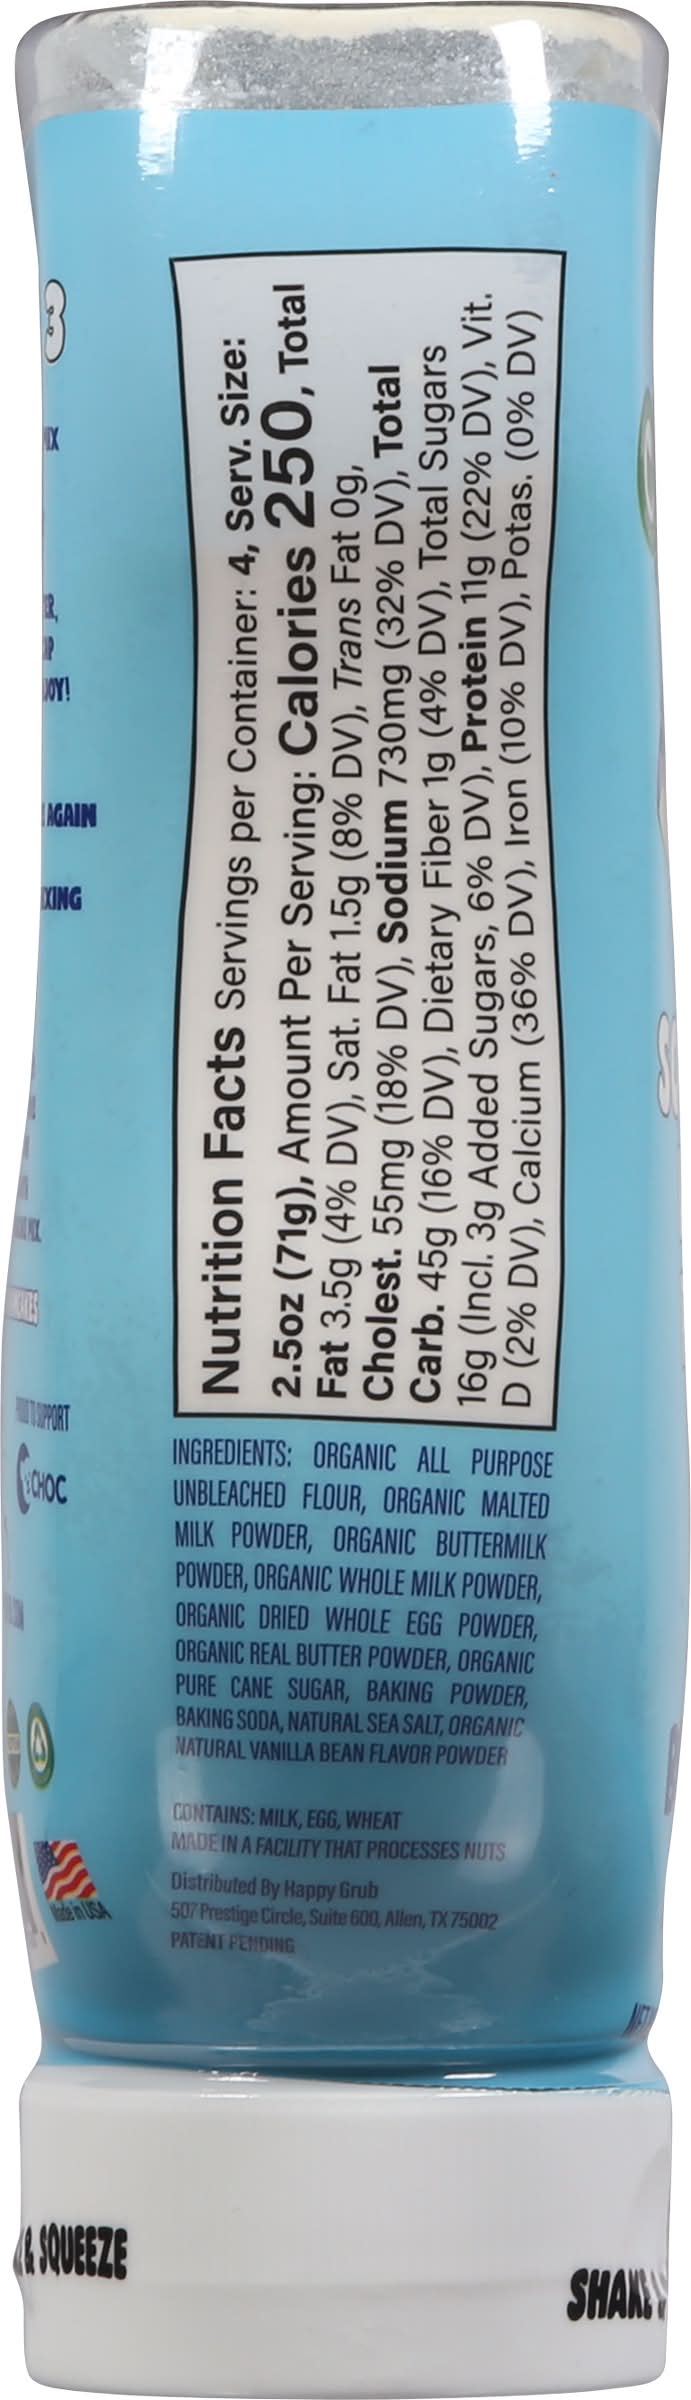 3
AGAIN
PROUD TO SUPPORT
CHOC
Made in USA
Nutrition Facts Servings per Container: 4, Serv. Size:
2.5oz (71g), Amount Per Serving: Calories 250, Total
Fat 3.5g (4% DV), Sat. Fat 1.5g (8% DV), Trans Fat 0g,
Cholest. 55mg (18% DV), Sodium 730mg (32% DV), Total
Carb. 45g (16% DV), Dietary Fiber 1g (4% DV), Total Sugars
16g (Incl. 3g Added Sugars, 6% DV), Protein 11g (22% DV), Vit.
D (2% DV), Calcium (36% DV), Iron (10% DV), Potas. (0% DV)
INGREDIENTS: ORGANIC ALL PURPOSE
UNBLEACHED FLOUR, ORGANIC MALTED
MILK POWDER, ORGANIC BUTTERMILK
POWDER, ORGANIC WHOLE MILK POWDER,
ORGANIC DRIED WHOLE EGG POWDER,
ORGANIC REAL BUTTER POWDER, ORGANIC
PURE CANE SUGAR, BAKING POWDER,
BAKING SODA, NATURAL SEA SALT, ORGANIC
NATURAL VANILLA BEAN FLAVOR POWDER
CONTAINS: MILK, EGG, WHEAT
MADE IN A FACILITY THAT PROCESSES NUTS
Distributed By Happy Grub
507 Prestige Circle, Suite 600, Allen, TX 75002
PATENT PENDING
& SQUEEZE
SHAKE